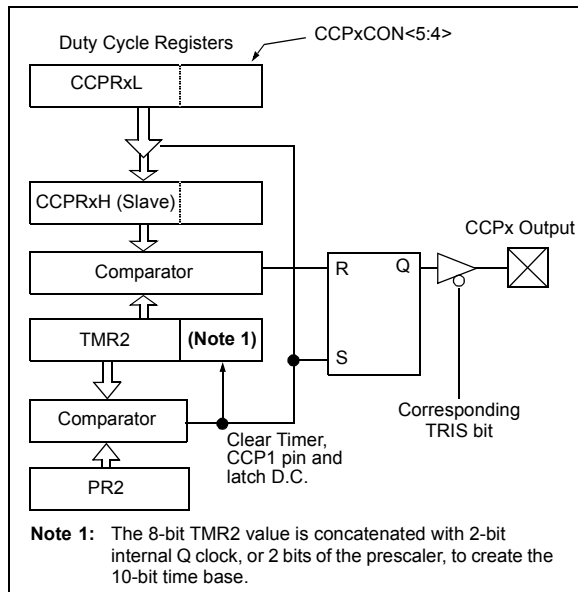 Duty Cycle Registers
CCPxCON<5:4>
CCPRxL
CCPRxH (Slave)
CCPx Output
Comparator
R
Q
TMR2
(Note 1)
S
Comparator
Clear Timer,
CCP1 pin and
latch D.C.
Corresponding
TRIS bit
PR2
Note 1: The 8-bit TMR2 value is concatenated with 2-bit
internal Q clock, or 2 bits of the prescaler, to create the
10-bit time base.